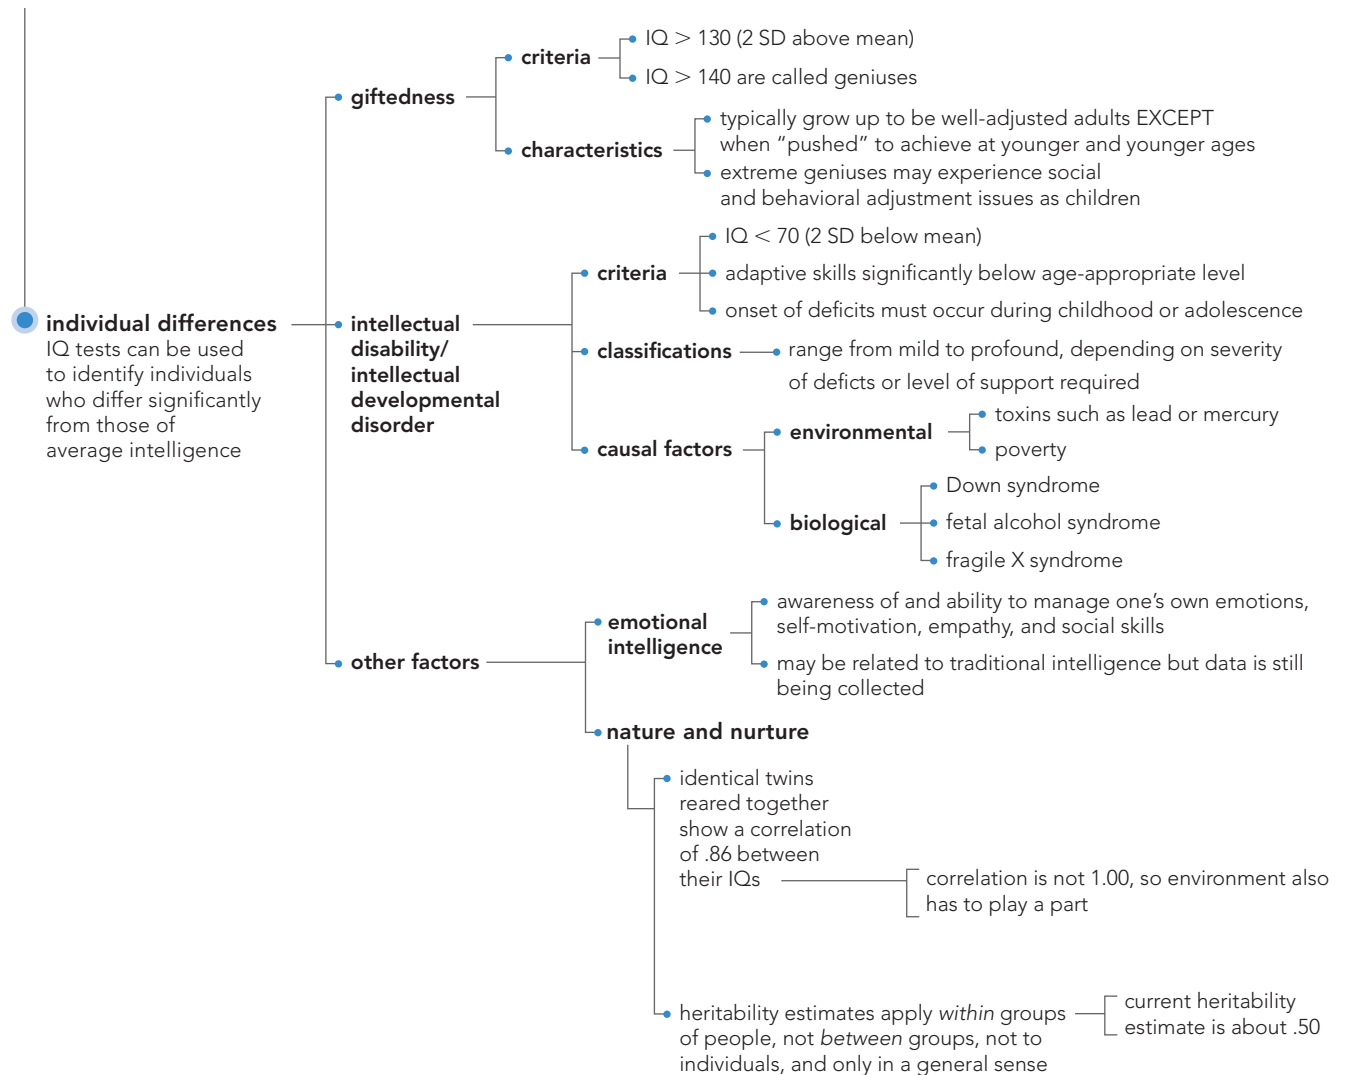 individual differences
IQ tests can be used
to identify individuals
who differ significantly
from those of
average intelligence
giftedness
criteria
IQ > 130 (2 SD above mean)
IQ > 140 are called geniuses
characteristics
typically grow up to be well-adjusted adults EXCEPT
when “pushed” to achieve at younger and younger ages
extreme geniuses may experience social
and behavioral adjustment issues as children
intellectual
disability/
intellectual
developmental
disorder
criteria
IQ < 70 (2 SD below mean)
adaptive skills significantly below age-appropriate level
onset of deficits must occur during childhood or adolescence
classifications
range from mild to profound, depending on severity
of deficts or level of support required
causal factors
environmental
toxins such as lead or mercury
poverty
biological
Down syndrome
fetal alcohol syndrome
fragile X syndrome
other factors
emotional
intelligence
awareness of and ability to manage one’s own emotions,
self-motivation, empathy, and social skills
may be related to traditional intelligence but data is still
being collected
nature and nurture
identical twins
reared together
show a correlation
of .86 between
their IQs
correlation is not 1.00, so environment also
has to play a part
heritability estimates apply within groups
of people, not between groups, not to
individuals, and only in a general sense
current heritability
estimate is about .50